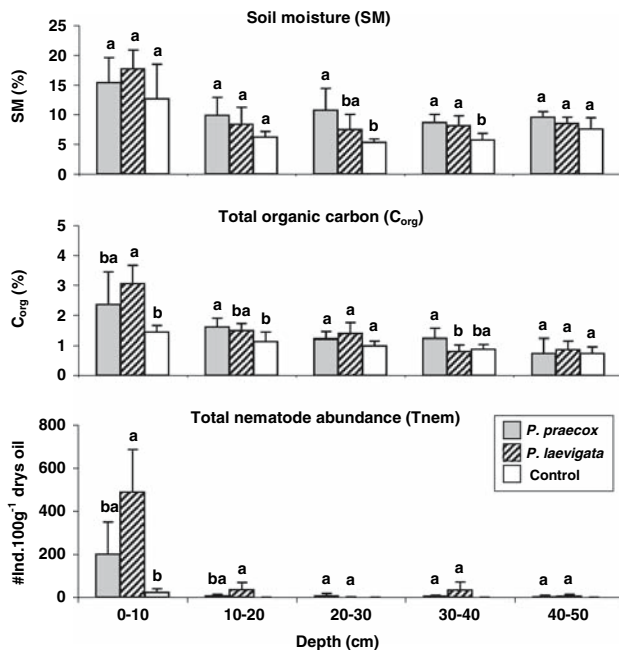 Soil moisture (SM)
SM (%)
25
20
15
10
5
0
a a a
a a a
a ba b
a a b
a a a
Total organic carbon (Corg)
Corg (%)
5
4
3
2
1
0
ba a b
a ba b
a a a
a b ba
a a a
Total nematode abundance (Tnem)
#Ind.100g-1 drys oil
800
600
400
200
0
ba a b
ba a
a a
a a
a a
P. praecox
P. laevigata
Control
0-10 10-20 20-30 30-40 40-50
Depth (cm)